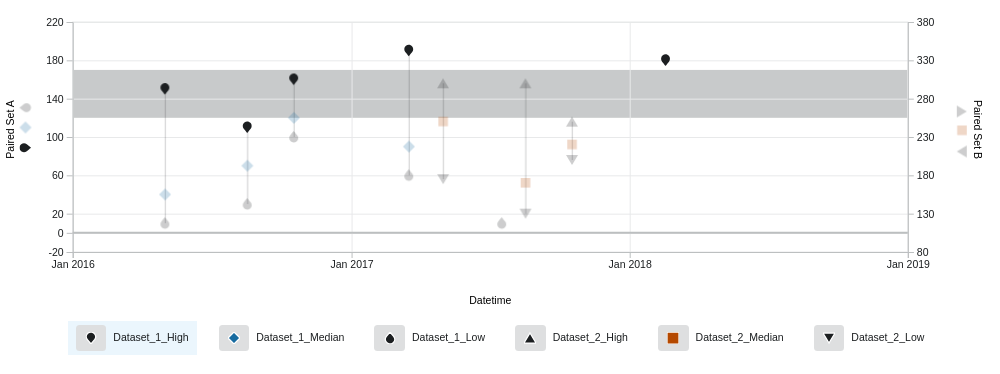 220
180
140
100
60
20
0
-20
380
330
280
230
180
130
80
Paired Set A
Paired Set B
Jan 2016
Jan 2017
Jan 2018
Jan 2019
Datetime
Dataset_1_High
Dataset_1_Median
Dataset_1_Low
Dataset_2_High
Dataset_2_Median
Dataset_2_Low